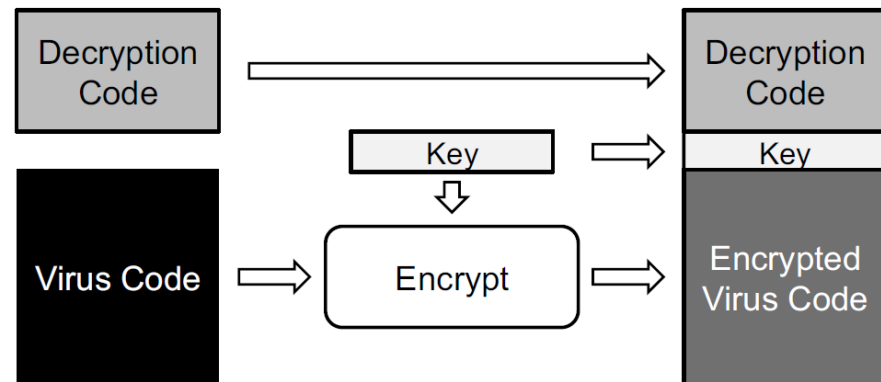 Decryption
Code
Decryption
Code
Key
Key
Virus Code
Encrypt
Encrypted
Virus Code